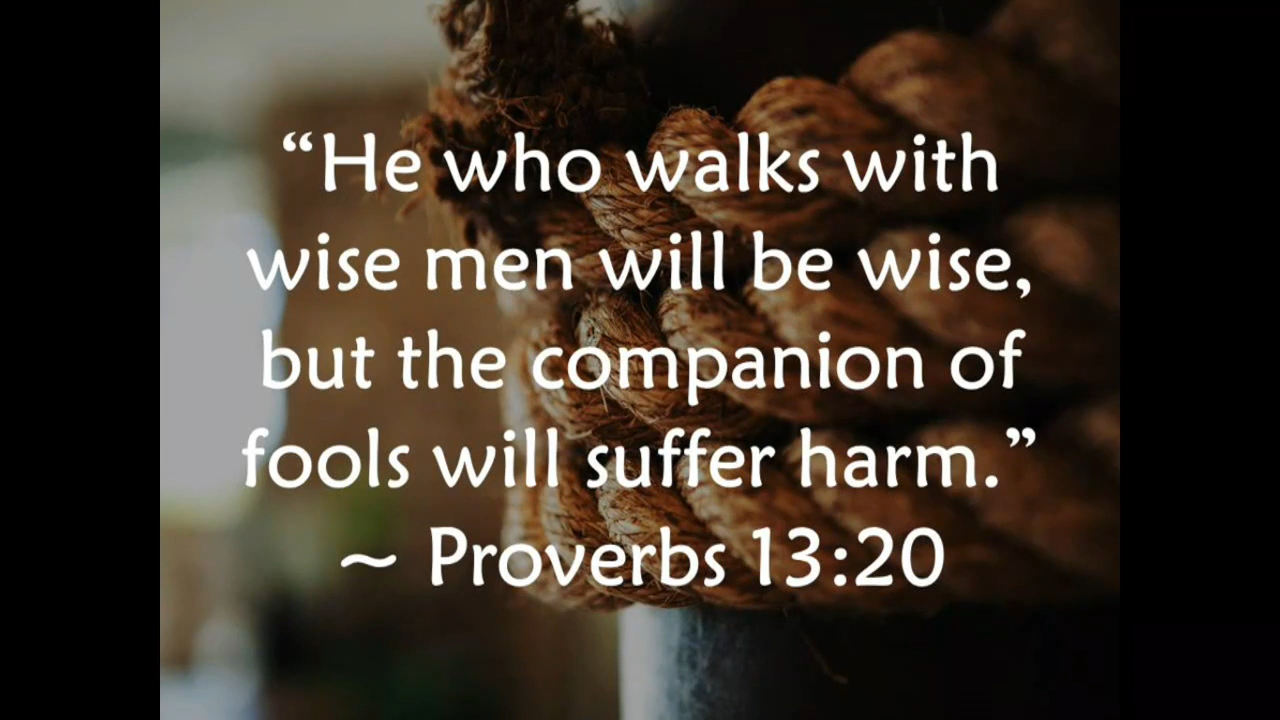 “He who walks with
wise men will be wise,
but the companion of
fools will suffer harm.”
~ Proverbs 13:20